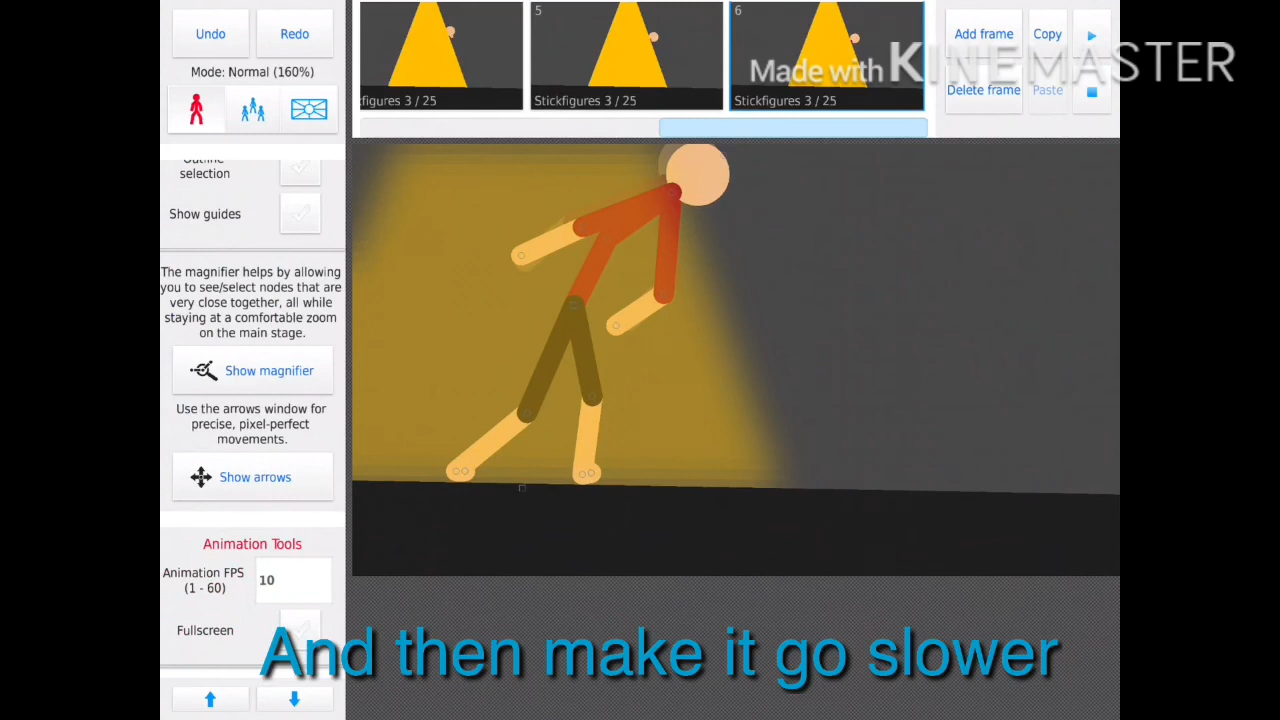 Undo
Redo
Mode: Normal (160%)
selection
Show guides
The magnifier helps by allowing
you to see/select nodes that are
very close together, all while
staying at a comfortable zoom
on the main stage.
Show magnifier
Use the arrows window for
precise, pixel-perfect
movements.
Show arrows
Animation Tools
Animation FPS
(1 - 60)
10
Fullscreen
figures 3 / 25
5
Stickfigures 3 / 25
6
Stickfigures 3 / 25
Add frame
Copy
Delete frame
Paste
Made with KINEMASTER
And then make it go slower